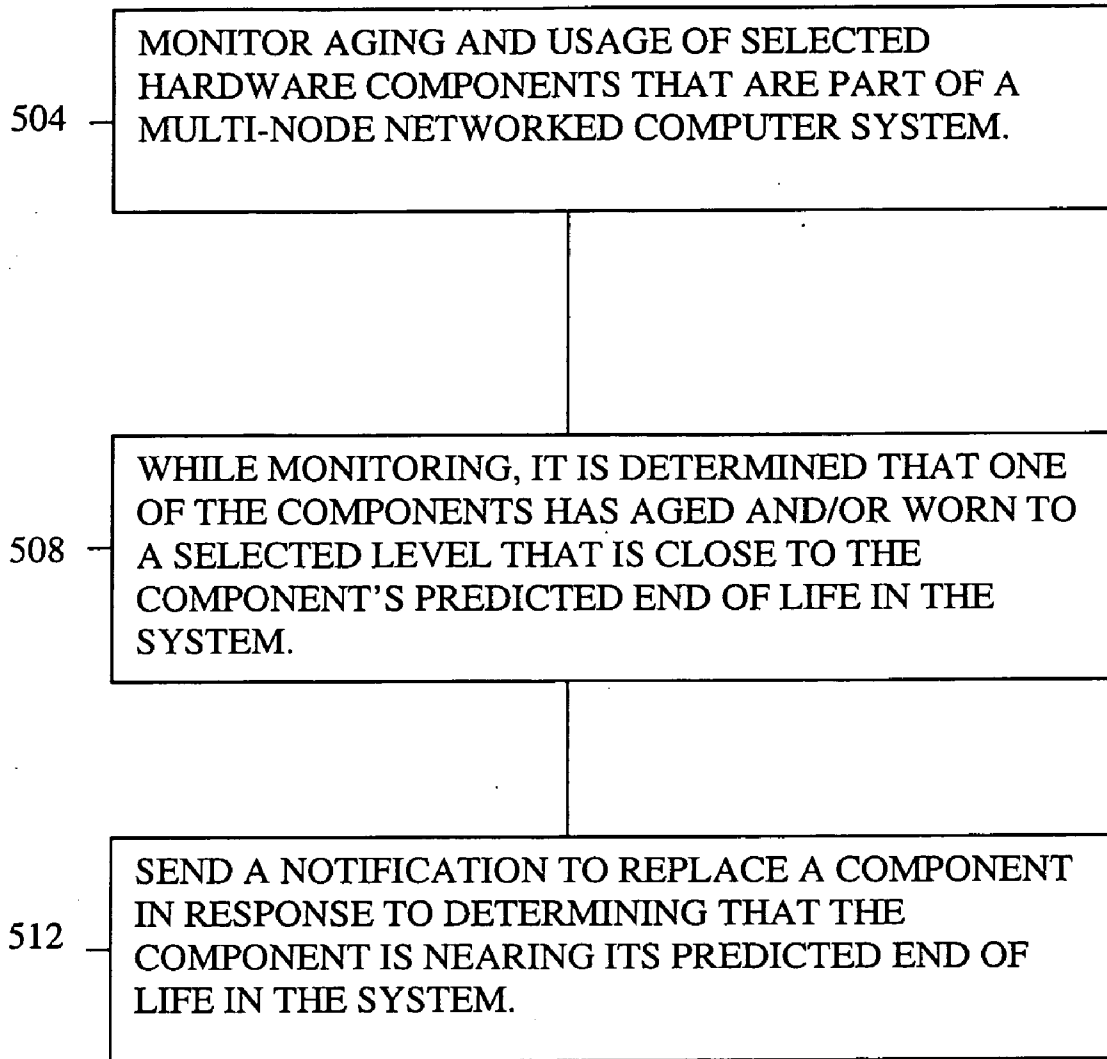 MONITOR AGING AND USAGE OF SELECTED
HARDWARE COMPONENTS THAT ARE PART OF A
MULTI-NODE NETWORKED COMPUTER SYSTEM.
504
WHILE MONITORING, IT IS DETERMINED THAT ONE
OF THE COMPONENTS HAS AGED AND/OR WORN TO
A SELECTED LEVEL THAT IS CLOSE TO THE
COMPONENT'S PREDICTED END OF LIFE IN THE
SYSTEM.
508
SEND A NOTIFICATION TO REPLACE A COMPONENT
IN RESPONSE TO DETERMINING THAT THE
COMPONENT IS NEARING ITS PREDICTED END OF
LIFE IN THE SYSTEM.
512